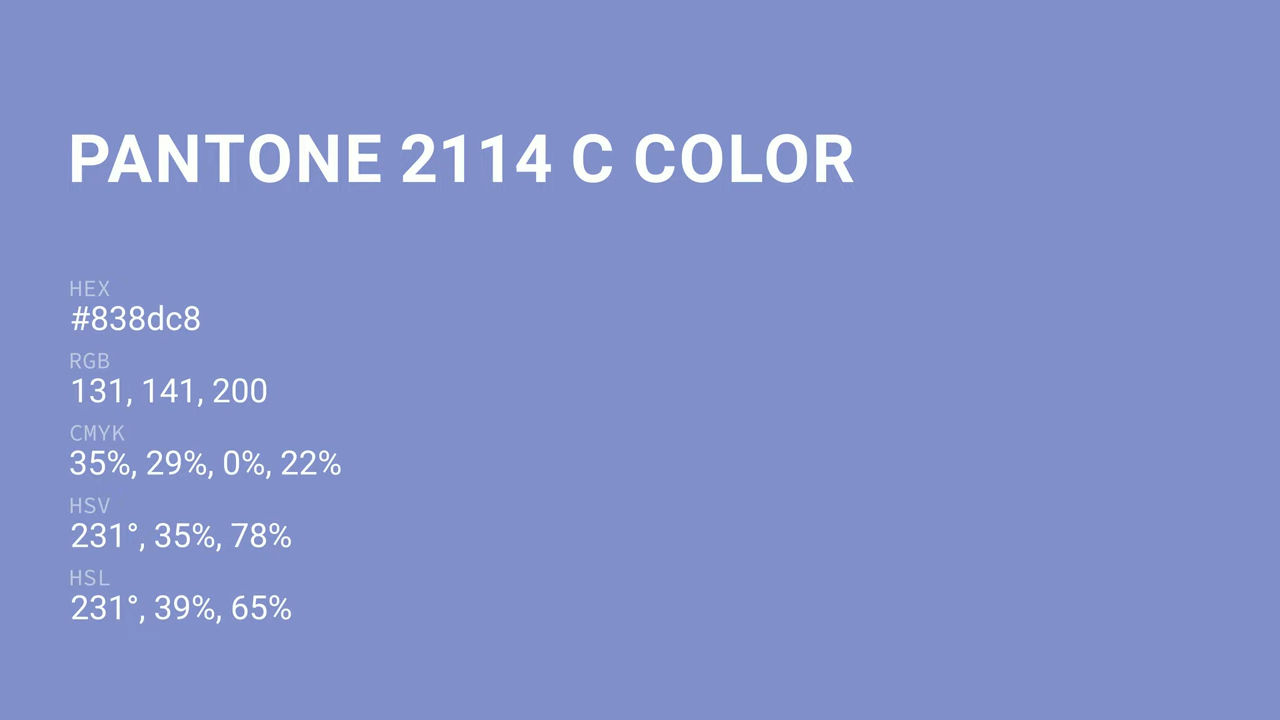 PANTONE 2114 C COLOR
HEX
#838dc8
RGB
131, 141, 200
CMYK
35%, 29%, 0%, 22%
HSV
231°, 35%, 78%
HSL
231°, 39%, 65%